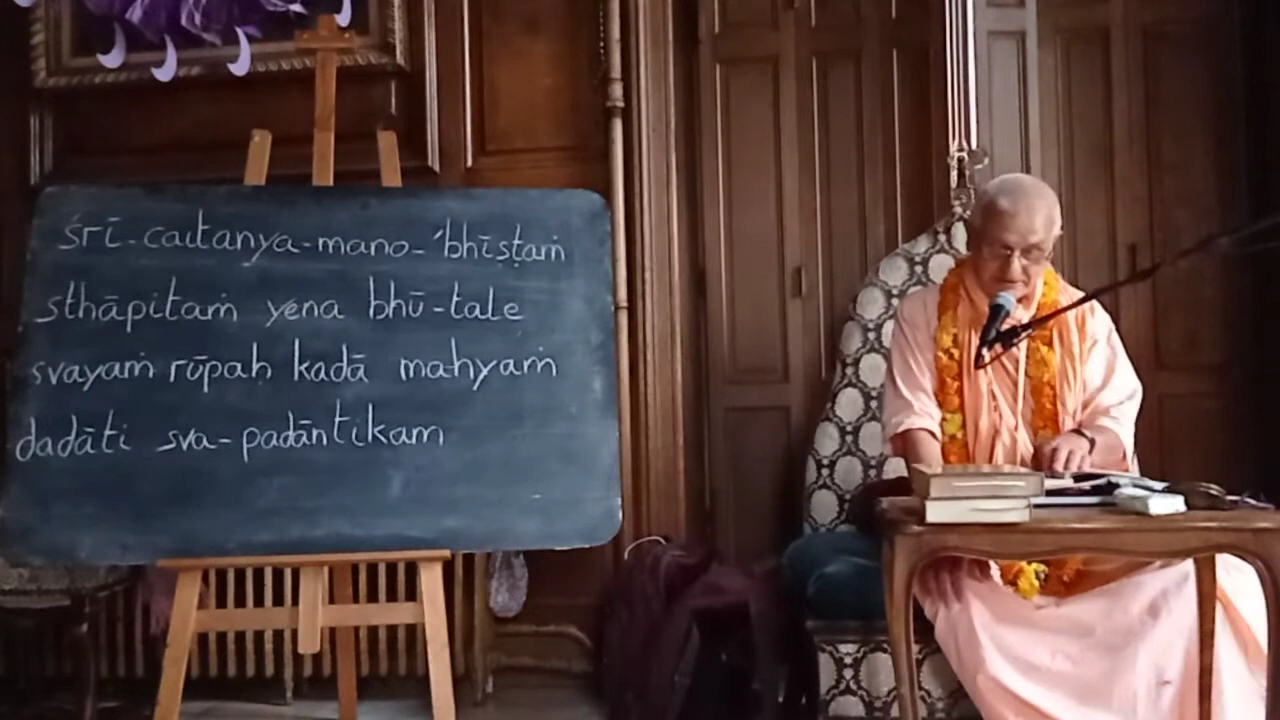 śrī-caitanya-mano-'bhīṣṭaṁ
sthāpitaṁ yena bhū-tale
svayaṁ rūpaḥ kadā mahyaṁ
dadāti sva-padāntikam